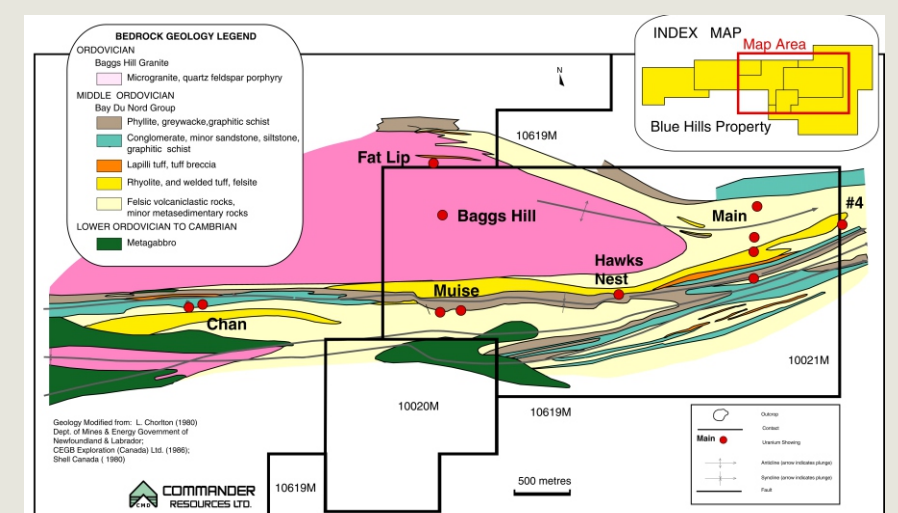 BEDROCK GEOLOGY LEGEND
ORDOVICIAN
Baggs Hill Granite
Microgranite, quartz feldspar porphyry
MIDDLE ORDOVICIAN
Bay Du Nord Group
Phyllite, greywacke,graphitic schist
Conglomerate, minor sandstone, siltstone,
graphitic schist
Lapilli tuff, tuff breccia
Rhyolite, and welded tuff, felsite
Felsic volcaniclastic rocks,
minor metasedimentary rocks
LOWER ORDOVICIAN TO CAMBRIAN
Metagabbro
N
INDEX MAP
Map Area
Blue Hills Property
10619M
Fat Lip
Baggs Hill
Main
#4
Hawks
Nest
Muise
Chan
10021M
10020M
10619M
10619M
Geology Modified from: L. Chorlton (1980)
Dept. of Mines & Energy Government of
Newfoundland & Labrador;
CEGB Exploration (Canada) Ltd. (1986);
Shell Canada ( 1980)
CMD
COMMANDER
RESOURCES LTD.
500 metres
Outcrop
Contact
Main Uranium Showing
Anticline (arrow indicates plunge)
Syncline (arrow indicates plunge)
Fault